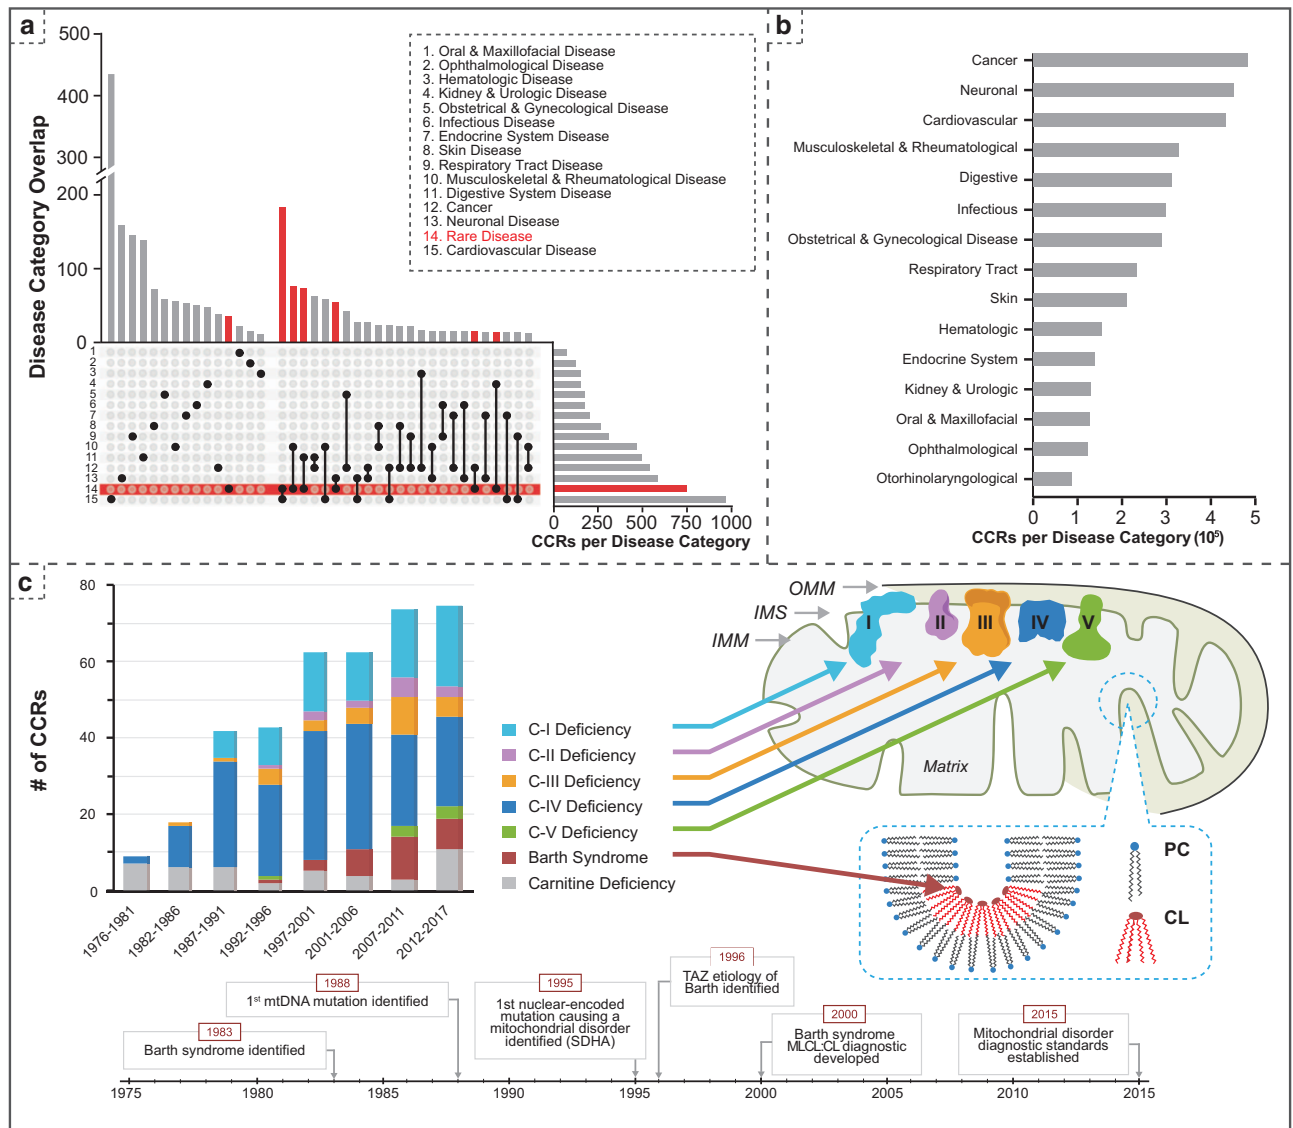 a
500
400
300
200
100
0
Disease Category Overlap
1. Oral & Maxillofacial Disease
2. Ophthalmological Disease
3. Hematologic Disease
4. Kidney & Urologic Disease
5. Obstetrical & Gynecological Disease
6. Infectious Disease
7. Endocrine System Disease
8. Skin Disease
9. Respiratory Tract Disease
10. Musculoskeletal & Rheumatological Disease
11. Digestive System Disease
12. Cancer
13. Neuronal Disease
14. Rare Disease
15. Cardiovascular Disease
1
2
3
4
5
6
7
8
9
10
11
12
13
14
15
0 250 500 750 1000
CCRs per Disease Category
b
Cancer
Neuronal
Cardiovascular
Musculoskeletal & Rheumatological
Digestive
Infectious
Obstetrical & Gynecological Disease
Respiratory Tract
Skin
Hematologic
Endocrine System
Kidney & Urologic
Oral & Maxillofacial
Ophthalmological
Otorhinolaryngological
0 1 2 3 4 5
CCRs per Disease Category (10⁵)
c
80
60
40
20
0
# of CCRs
1976-1981
1982-1986
1987-1991
1992-1996
1997-2001
2001-2006
2007-2011
2012-2017
C-I Deficiency
C-II Deficiency
C-III Deficiency
C-IV Deficiency
C-V Deficiency
Barth Syndrome
Carnitine Deficiency
OMM
IMS
IMM
I
II
III
IV
V
Matrix
PC
CL
1983
Barth syndrome identified
1988
1st mtDNA mutation identified
1995
1st nuclear-encoded
mutation causing a
mitochondrial disorder
identified (SDHA)
1996
TAZ etiology of
Barth identified
2000
Barth syndrome
MLCL:CL diagnostic
developed
2015
Mitochondrial disorder
diagnostic standards
established
1975 1980 1985 1990 1995 2000 2005 2010 2015